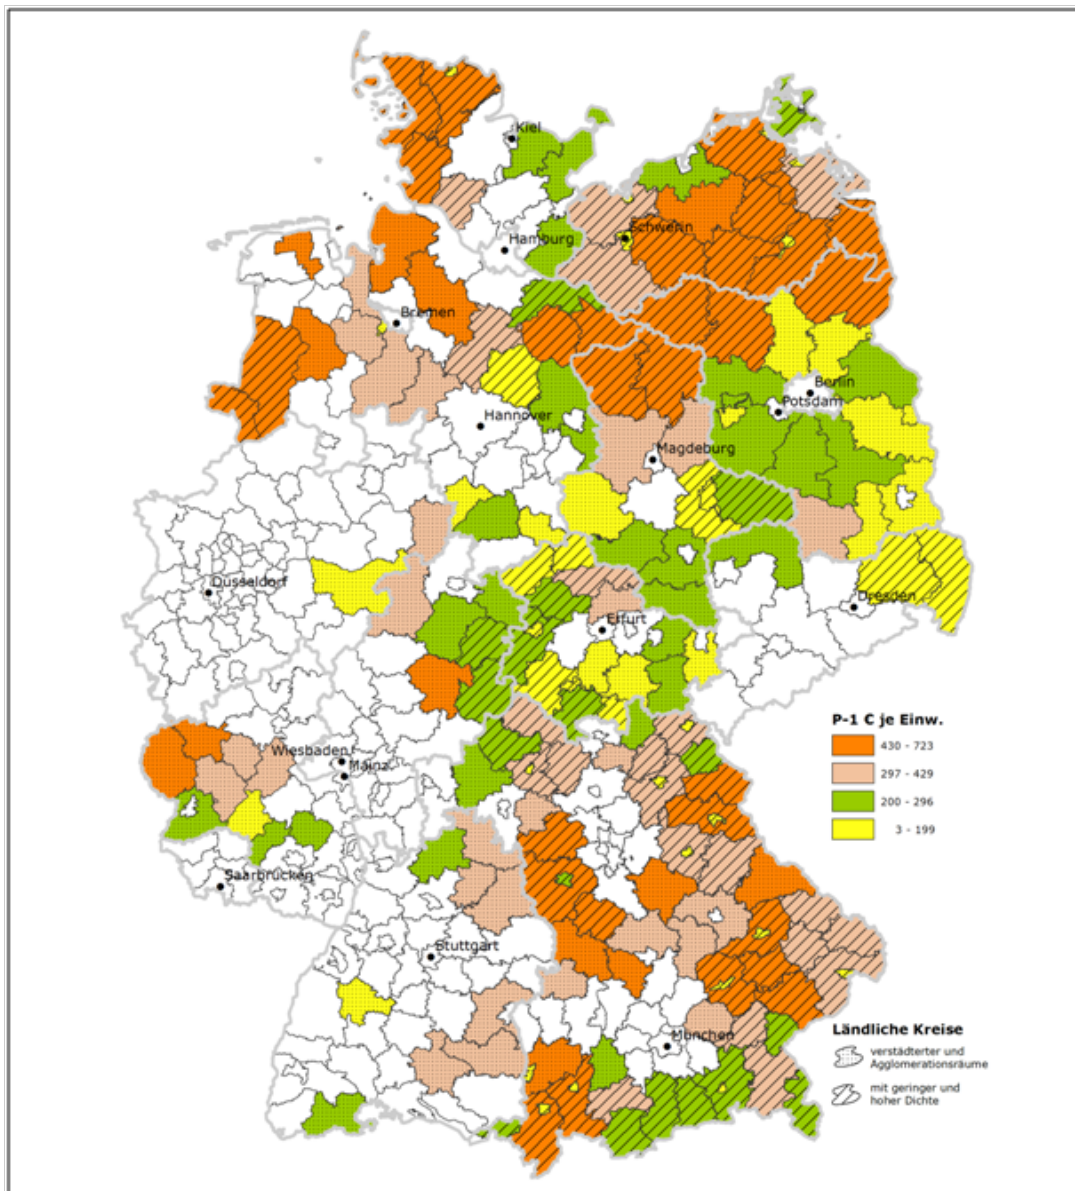 Kiel
Hamburg
Schwerin
Bremen
Berlin
Potsdam
Hannover
Magdeburg
Düsseldorf
Dresden
Erfurt
Wiesbaden
Mainz
Saarbrücken
Stuttgart
München
P-1 C je Einw.
430 - 723
297 - 429
200 - 296
3 - 199
Ländliche Kreise
verstädterter und
Agglomerationsräume
mit geringer und
hoher Dichte